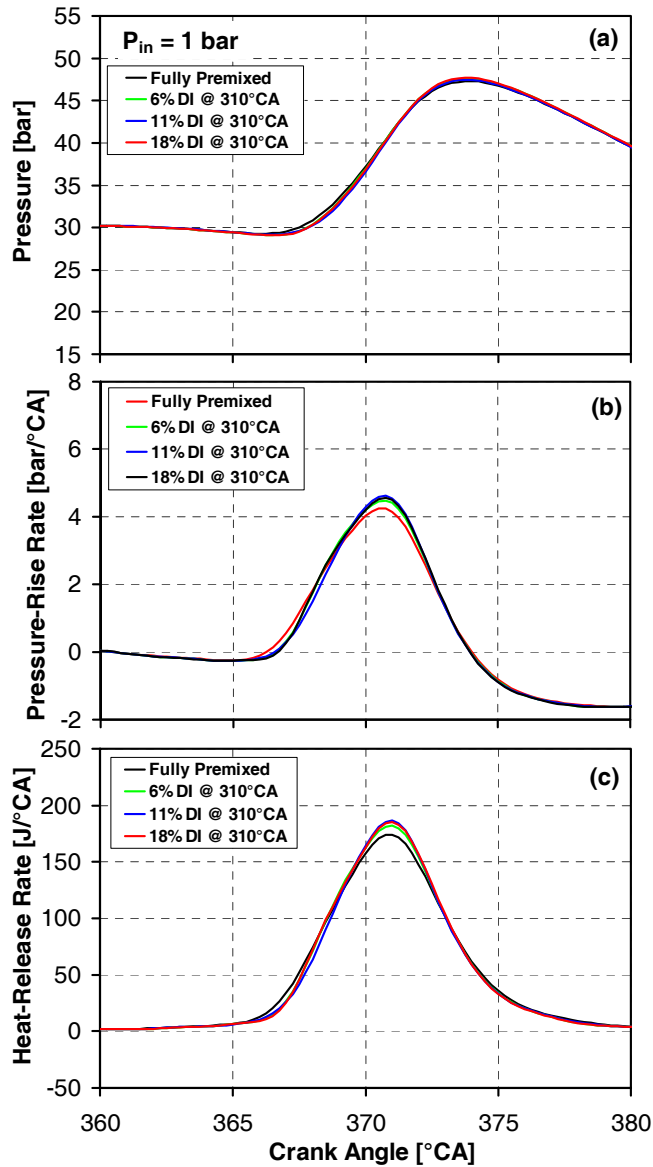 P_in = 1 bar
(a)
Fully Premixed
6% DI @ 310°CA
11% DI @ 310°CA
18% DI @ 310°CA
Pressure [bar]
55
50
45
40
35
30
25
20
15
(b)
Fully Premixed
6% DI @ 310°CA
11% DI @ 310°CA
18% DI @ 310°CA
Pressure-Rise Rate [bar/°CA]
8
6
4
2
0
-2
(c)
Fully Premixed
6% DI @ 310°CA
11% DI @ 310°CA
18% DI @ 310°CA
Heat-Release Rate [J/°CA]
250
200
150
100
50
0
-50
360 365 370 375 380
Crank Angle [°CA]